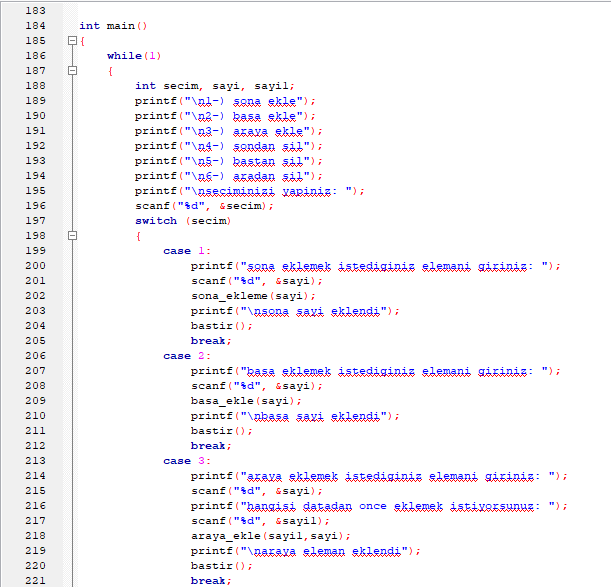 183
184 int main()
185 {
186 while(1)
187 {
188 int secim, sayi, sayi1;
189 printf("\n1-) sona ekle");
190 printf("\n2-) basa ekle");
191 printf("\n3-) araya ekle");
192 printf("\n4-) sondan sil");
193 printf("\n5-) bastan sil");
194 printf("\n6-) aradan sil");
195 printf("\nseciminizi yapiniz: ");
196 scanf("%d", &secim);
197 switch (secim)
198 {
199 case 1:
200 printf("sona eklemek istediginiz elemani giriniz: ");
201 scanf("%d", &sayi);
202 sona_ekleme(sayi);
203 printf("\nsona sayi eklendi");
204 bastir();
205 break;
206 case 2:
207 printf("basa eklemek istediginiz elemani giriniz: ");
208 scanf("%d", &sayi);
209 basa_ekle(sayi);
210 printf("\nbasa sayi eklendi");
211 bastir();
212 break;
213 case 3:
214 printf("araya eklemek istediginiz elemani giriniz: ");
215 scanf("%d", &sayi);
216 printf("hangisi datadan once eklemek istiyorsunuz: ");
217 scanf("%d", &sayi1);
218 araya_ekle(sayi1,sayi);
219 printf("\naraya eleman eklendi");
220 bastir();
221 break;